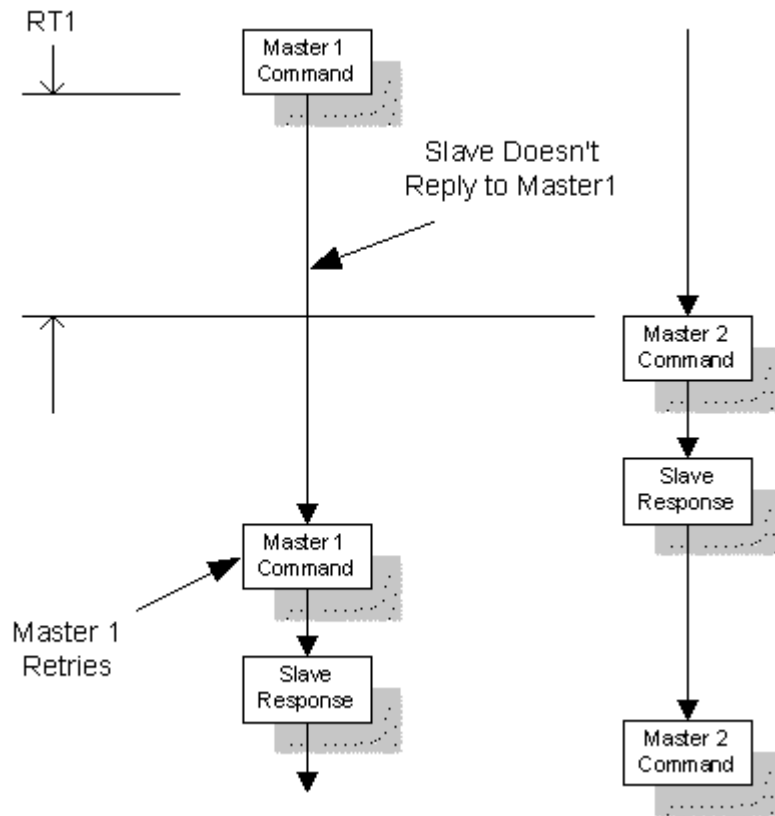 RT1
Master 1
Command
Slave Doesn't
Reply to Master1
Master 2
Command
Slave
Response
Master 1
Command
Master 1
Retries
Slave
Response
Master 2
Command